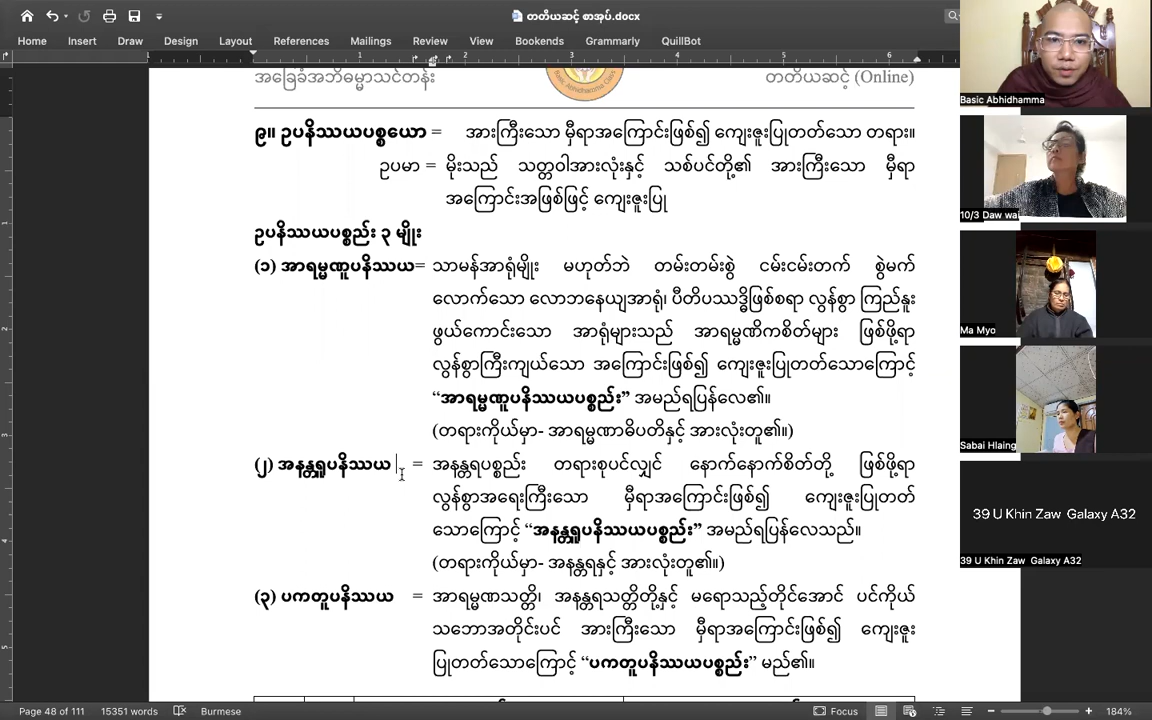 တတိယဆင့် စာအုပ်.docx
Home Insert Draw Design Layout References Mailings Review View Bookends Grammarly QuillBot
အခြေခံအဘိဓမ္မာသင်တန်း
Basic Abhidhamma Class
တတိယဆင့် (Online)
၉။ ဥပနိဿယပစ္စယော = အားကြီးသော မှီရာအကြောင်းဖြစ်၍ ကျေးဇူးပြုတတ်သော တရား။
ဥပမာ = မိုးသည် သတ္တဝါအားလုံးနှင့် သစ်ပင်တို့၏ အားကြီးသော မှီရာ
အကြောင်းအဖြစ်ဖြင့် ကျေးဇူးပြု
ဥပနိဿယပစ္စည်း ၃ မျိုး
(၁) အာရမ္မဏူပနိဿယ= သာမန်အာရုံမျိုး မဟုတ်ဘဲ တမ်းတမ်းစွဲ ငမ်းငမ်းတက် စွဲမက်
လောက်သော လောဘနေယျအာရုံ၊ ပီတိပဿဒ္ဓိဖြစ်စရာ လွန်စွာ ကြည်နူး
ဖွယ်ကောင်းသော အာရုံများသည် အာရမ္မဏိကစိတ်များ ဖြစ်ဖို့ရာ
လွန်စွာကြီးကျယ်သော အကြောင်းဖြစ်၍ ကျေးဇူးပြုတတ်သောကြောင့်
“အာရမ္မဏူပနိဿယပစ္စည်း” အမည်ရပြန်လေ၏။
(တရားကိုယ်မှာ- အာရမ္မဏာဓိပတိနှင့် အားလုံးတူ၏။)
(၂) အနန္တရူပနိဿယ = အနန္တရပစ္စည်း တရားစုပင်လျှင် နောက်နောက်စိတ်တို့ ဖြစ်ဖို့ရာ
လွန်စွာအရေးကြီးသော မှီရာအကြောင်းဖြစ်၍ ကျေးဇူးပြုတတ်
သောကြောင့် “အနန္တရူပနိဿယပစ္စည်း” အမည်ရပြန်လေသည်။
(တရားကိုယ်မှာ- အနန္တရနှင့် အားလုံးတူ၏။)
(၃) ပကတူပနိဿယ = အာရမ္မဏသတ္တိ၊ အနန္တရသတ္တိတို့နှင့် မရောသည့်တိုင်အောင် ပင်ကိုယ်
သဘောအတိုင်းပင် အားကြီးသော မှီရာအကြောင်းဖြစ်၍ ကျေးဇူး
ပြုတတ်သောကြောင့် “ပကတူပနိဿယပစ္စည်း” မည်၏။
Page 48 of 111 15351 words Burmese Focus 184%
Basic Abhidhamma
10/3 Daw wai
Ma Myo
Sabai Hlaing
39 U Khin Zaw Galaxy A32
39 U Khin Zaw Galaxy A32